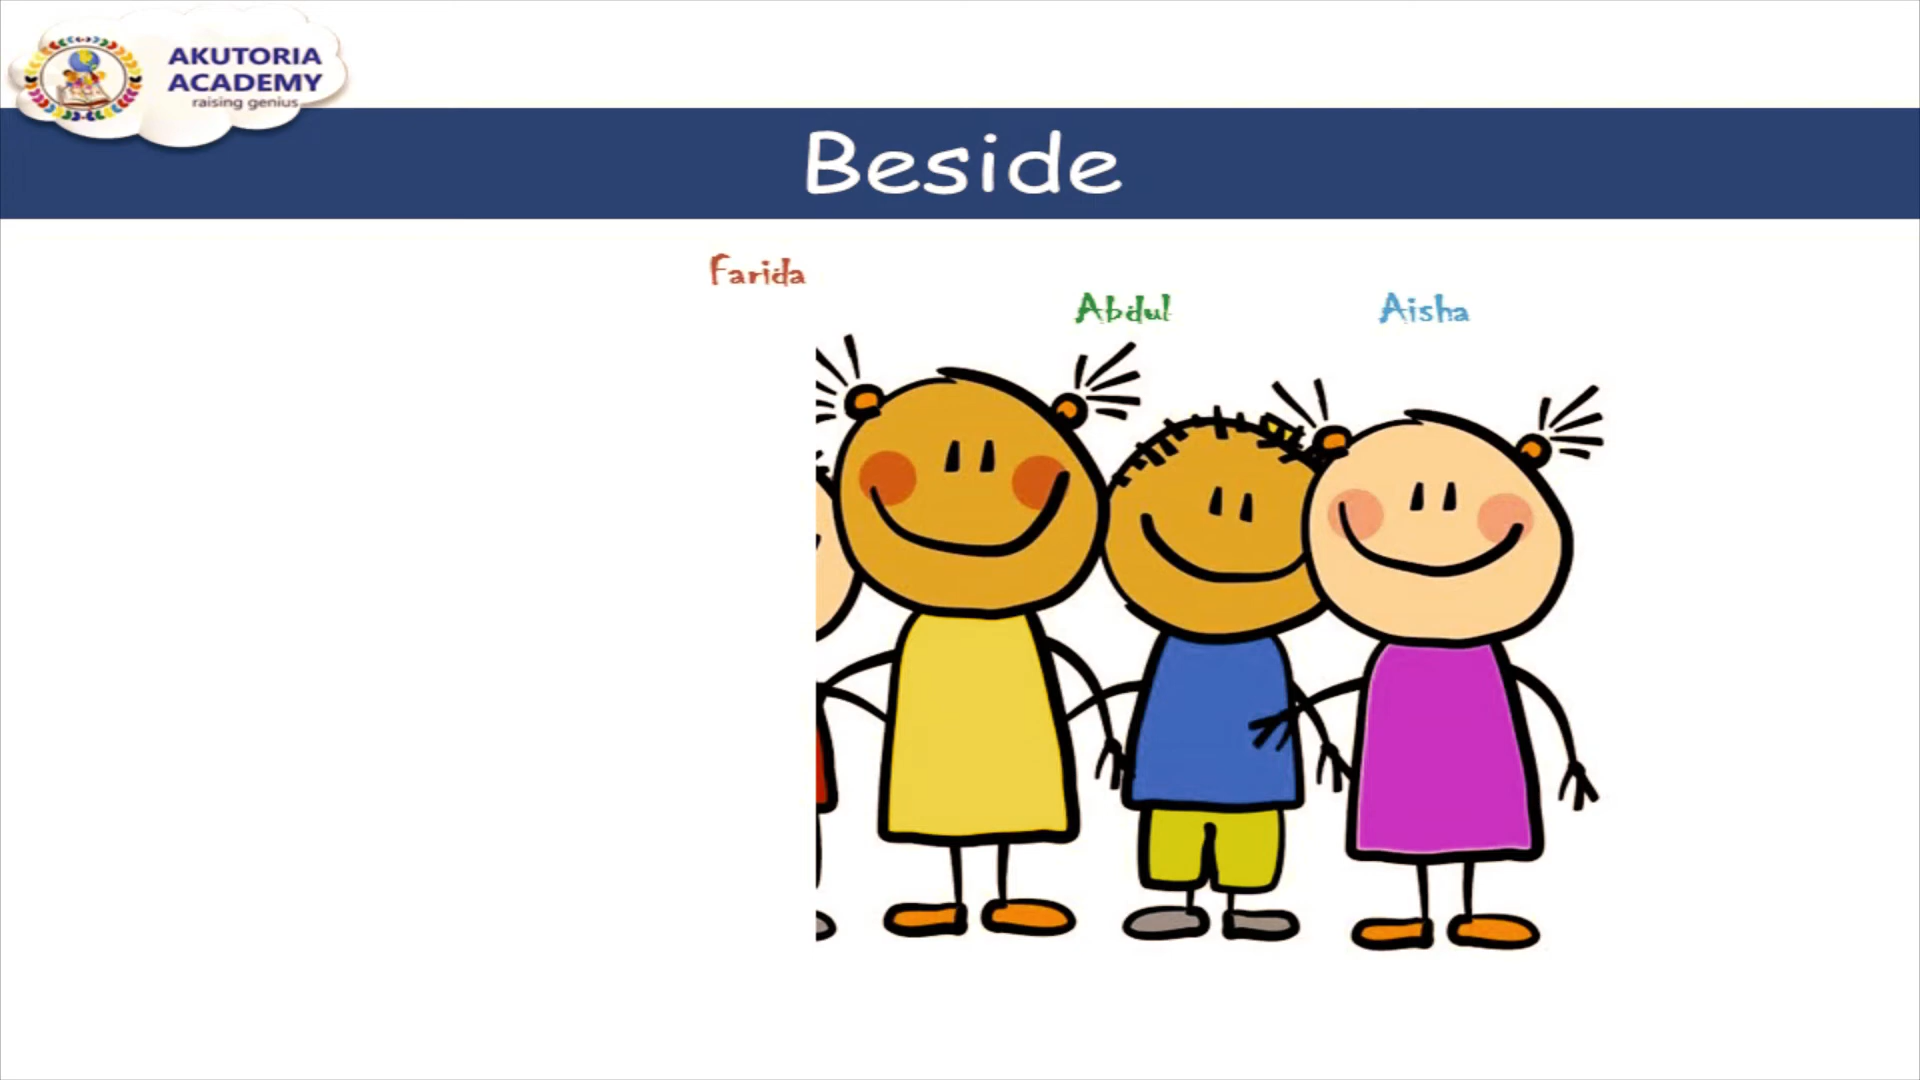 AKUTORIA
ACADEMY
raising genius
Beside
Farida
Abdul
Aisha